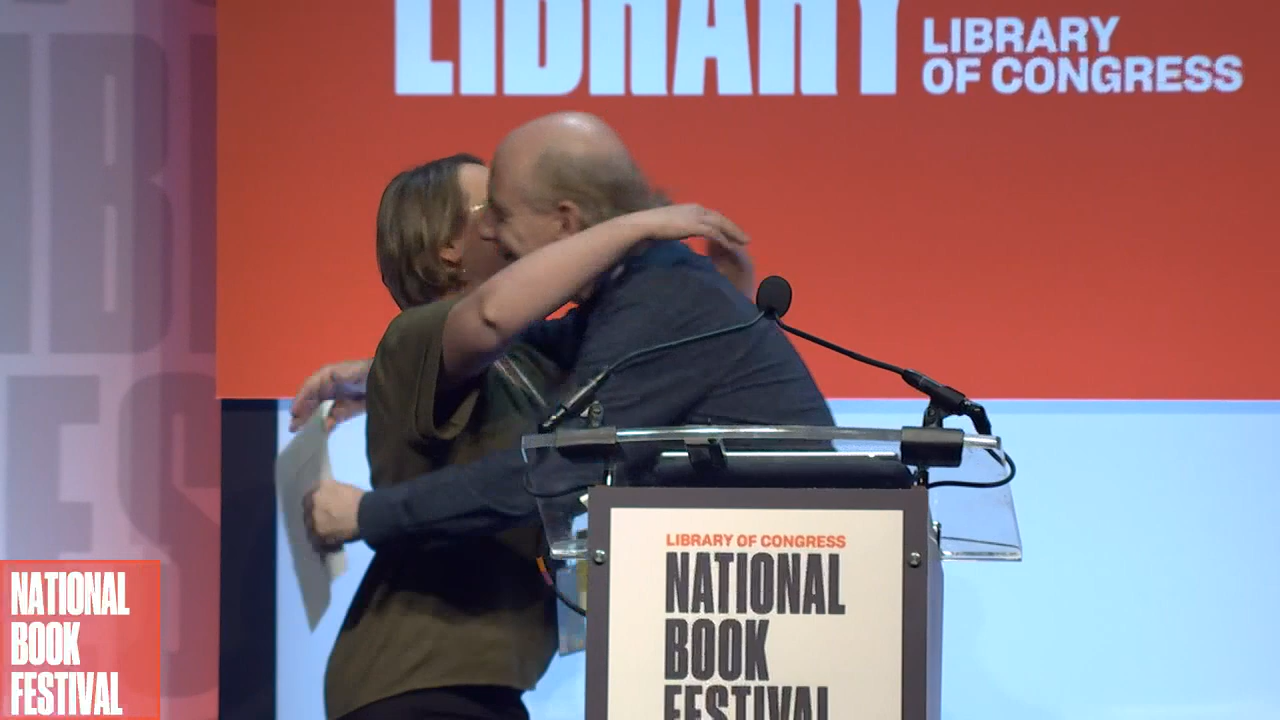 LIBRARY
LIBRARY
OF CONGRESS
LIBRARY OF CONGRESS
NATIONAL
BOOK
FESTIVAL
NATIONAL
BOOK
FESTIVAL